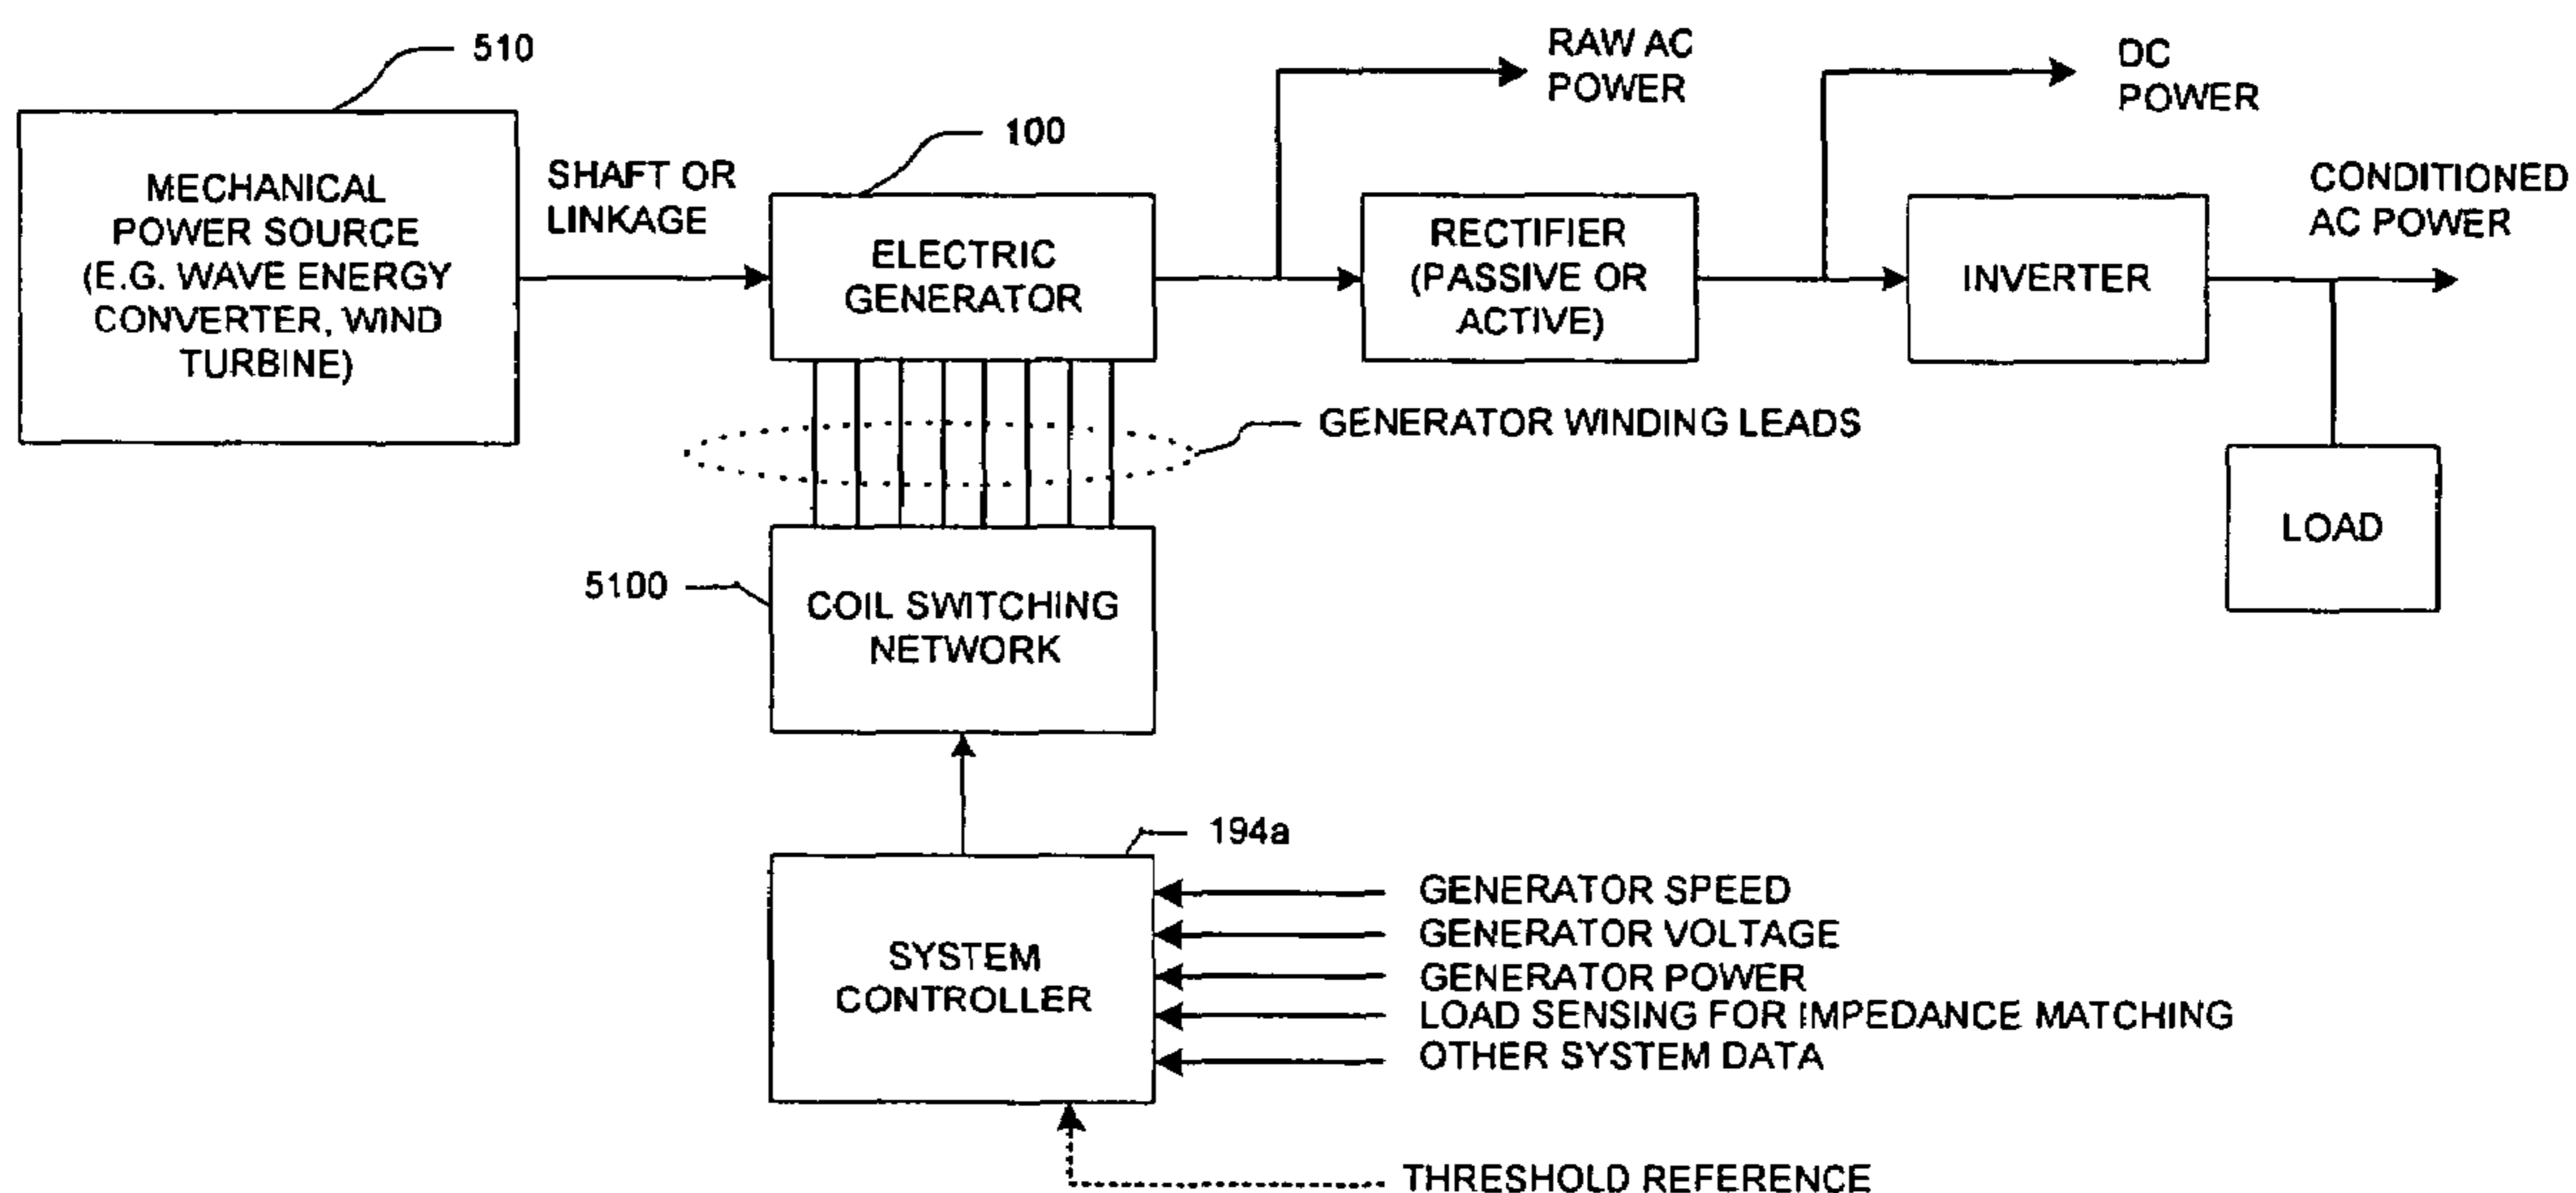 510
MECHANICAL
POWER SOURCE
(E.G. WAVE ENERGY
CONVERTER, WIND
TURBINE)
SHAFT OR
LINKAGE
100
ELECTRIC
GENERATOR
RAW AC
POWER
RECTIFIER
(PASSIVE OR
ACTIVE)
DC
POWER
INVERTER
CONDITIONED
AC POWER
LOAD
GENERATOR WINDING LEADS
5100
COIL SWITCHING
NETWORK
194a
SYSTEM
CONTROLLER
GENERATOR SPEED
GENERATOR VOLTAGE
GENERATOR POWER
LOAD SENSING FOR IMPEDANCE MATCHING
OTHER SYSTEM DATA
THRESHOLD REFERENCE